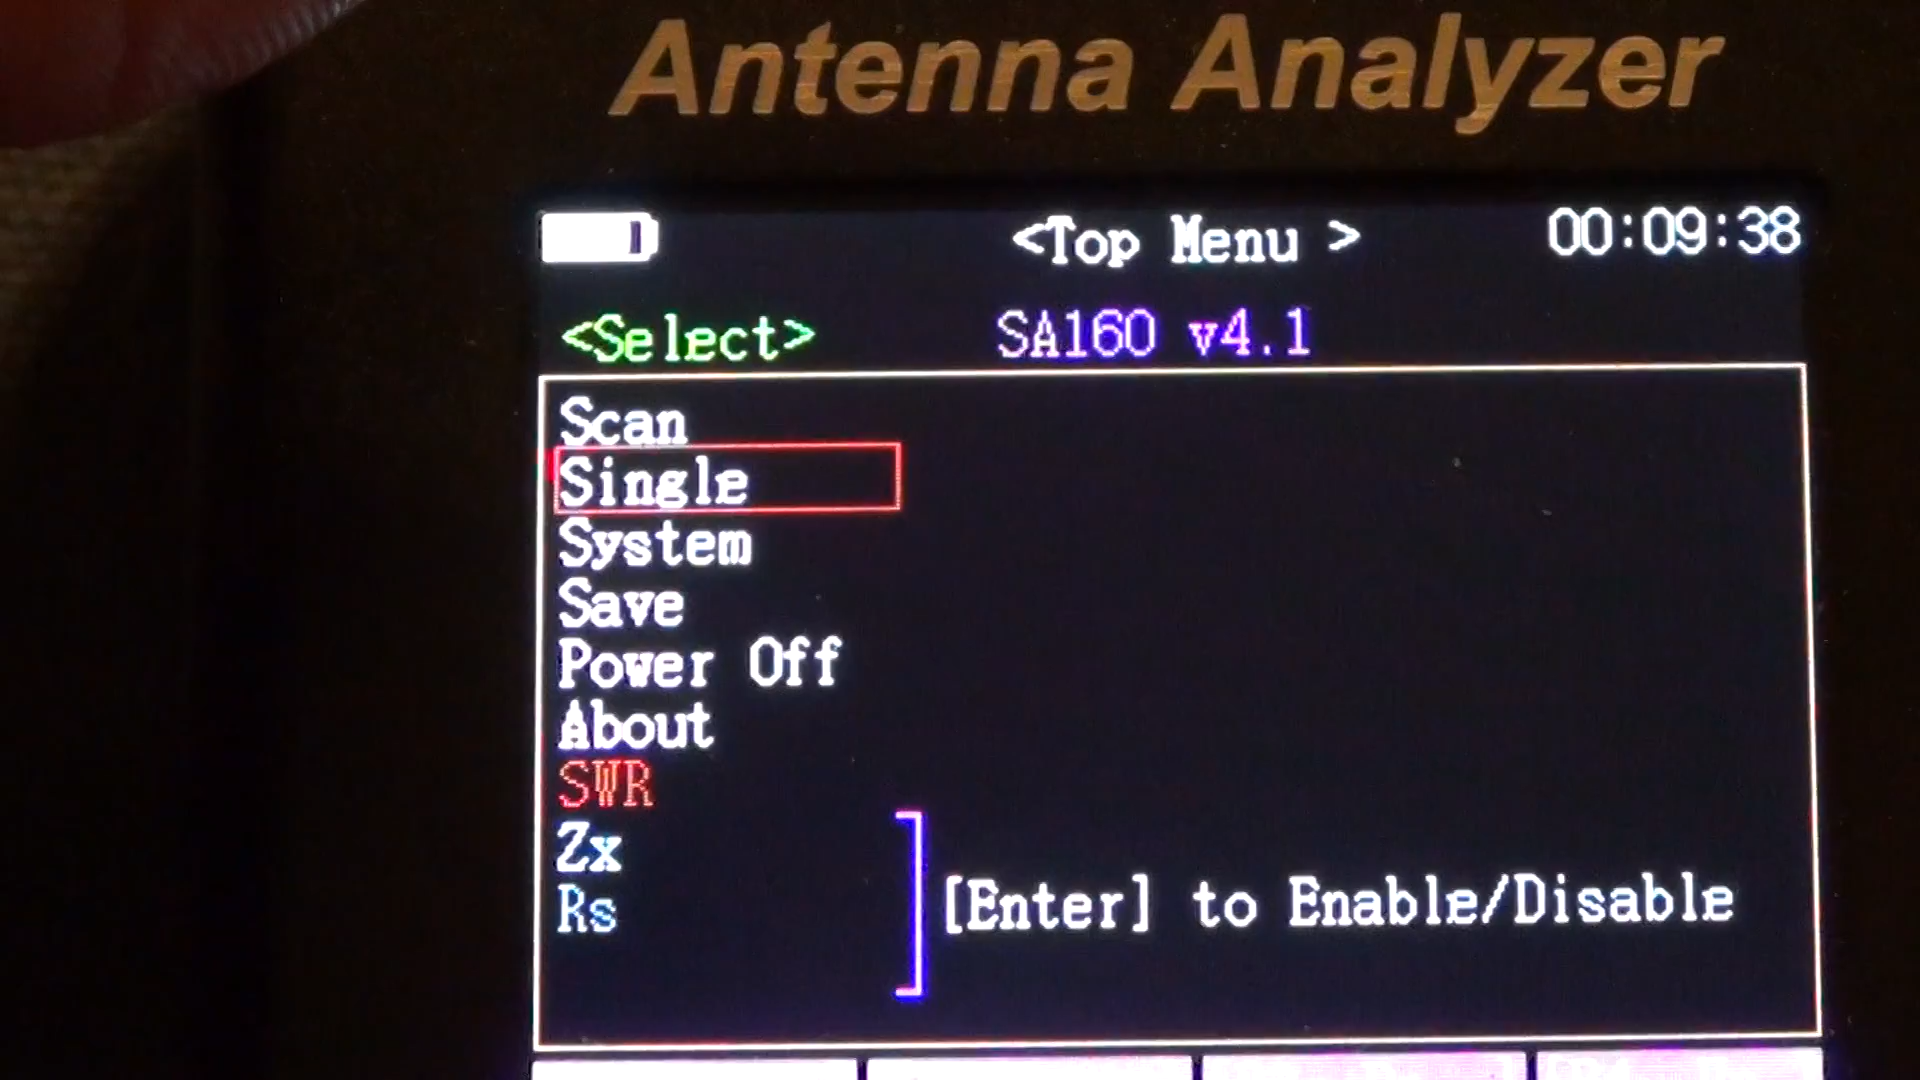 Antenna Analyzer
<Top Menu > 00:09:38
<Select> SA160 v4.1
Scan
Single
System
Save
Power Off
About
SWR
Zx
Rs
[Enter] to Enable/Disable